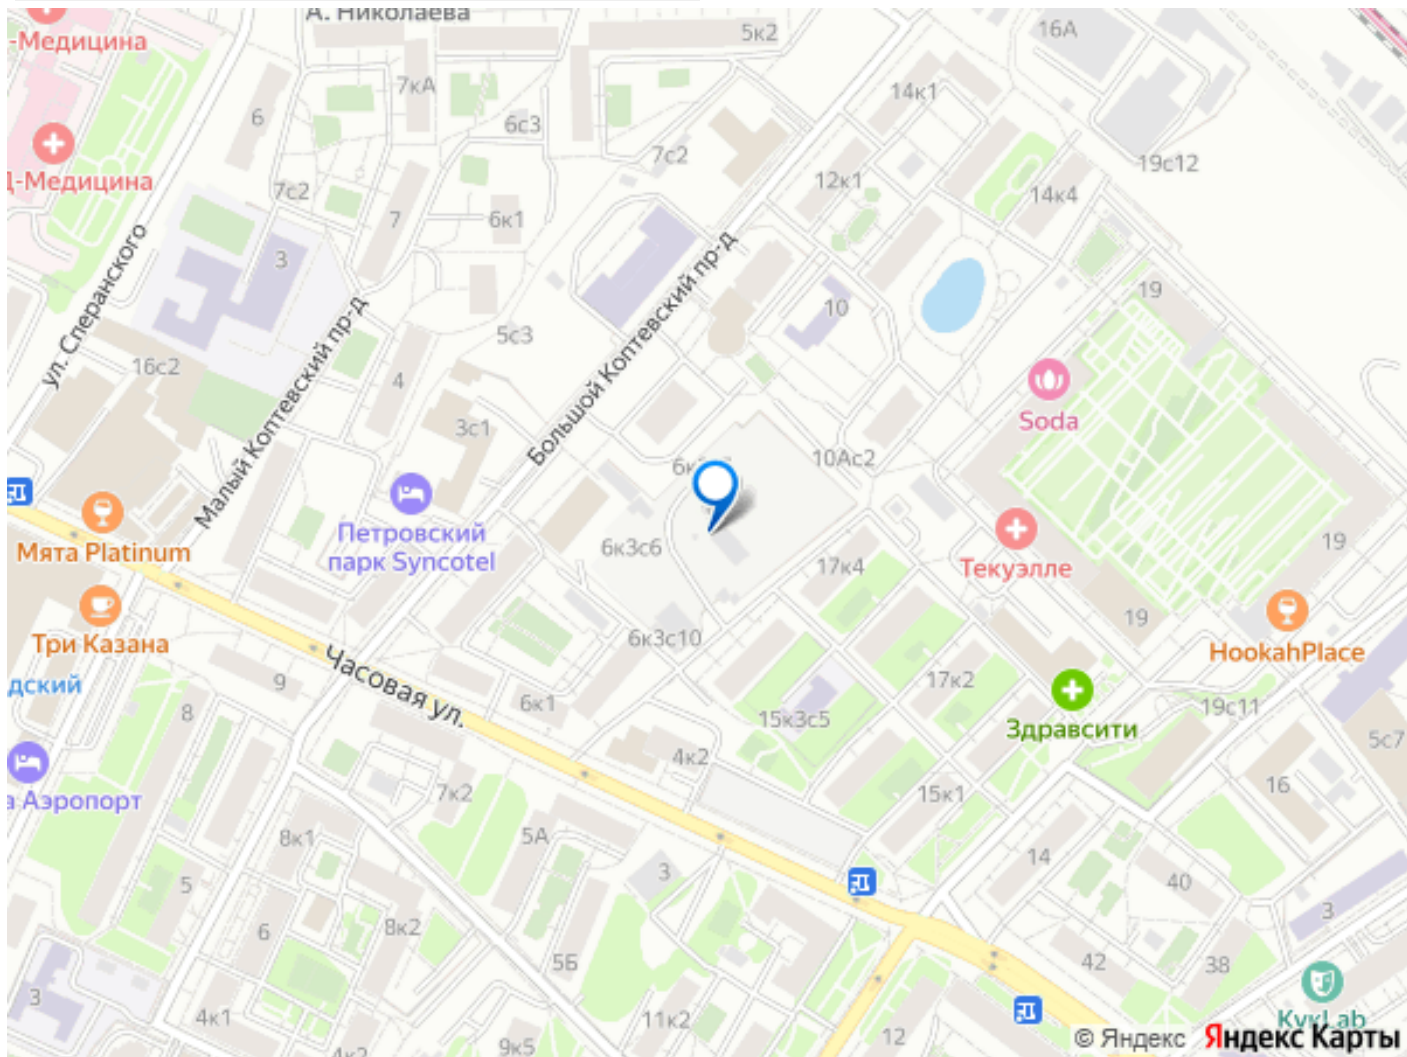 А. Николаева
5к2
16А
-Медицина
7кА
14к1
6
6с3
7с2
19с12
Д-Медицина
12к1
14к4
7с2
7
6к1
ул. Сперанского
3
Большой Коптевский пр-д
19
10
5с3
Малый Коптевский пр-д
16с2
4
Soda
3с1
10Ас2
Мята Platinum
Петровский
парк Syncotel
6к3с6
17к4
Текуэлле
19
Три Казана
6к3с10
19
HookahPlace
дский
9
Часовая ул.
17к2
8
6к1
15к3с5
Здравсити
19с11
5с7
4к2
а Аэропорт
7к2
15к1
16
8к1
5А
14
3
40
5
6
8к2
3
5Б
42
38
3
4к1
11к2
12
KvkLab
4к2
9к5
© Яндекс Яндекс Карты